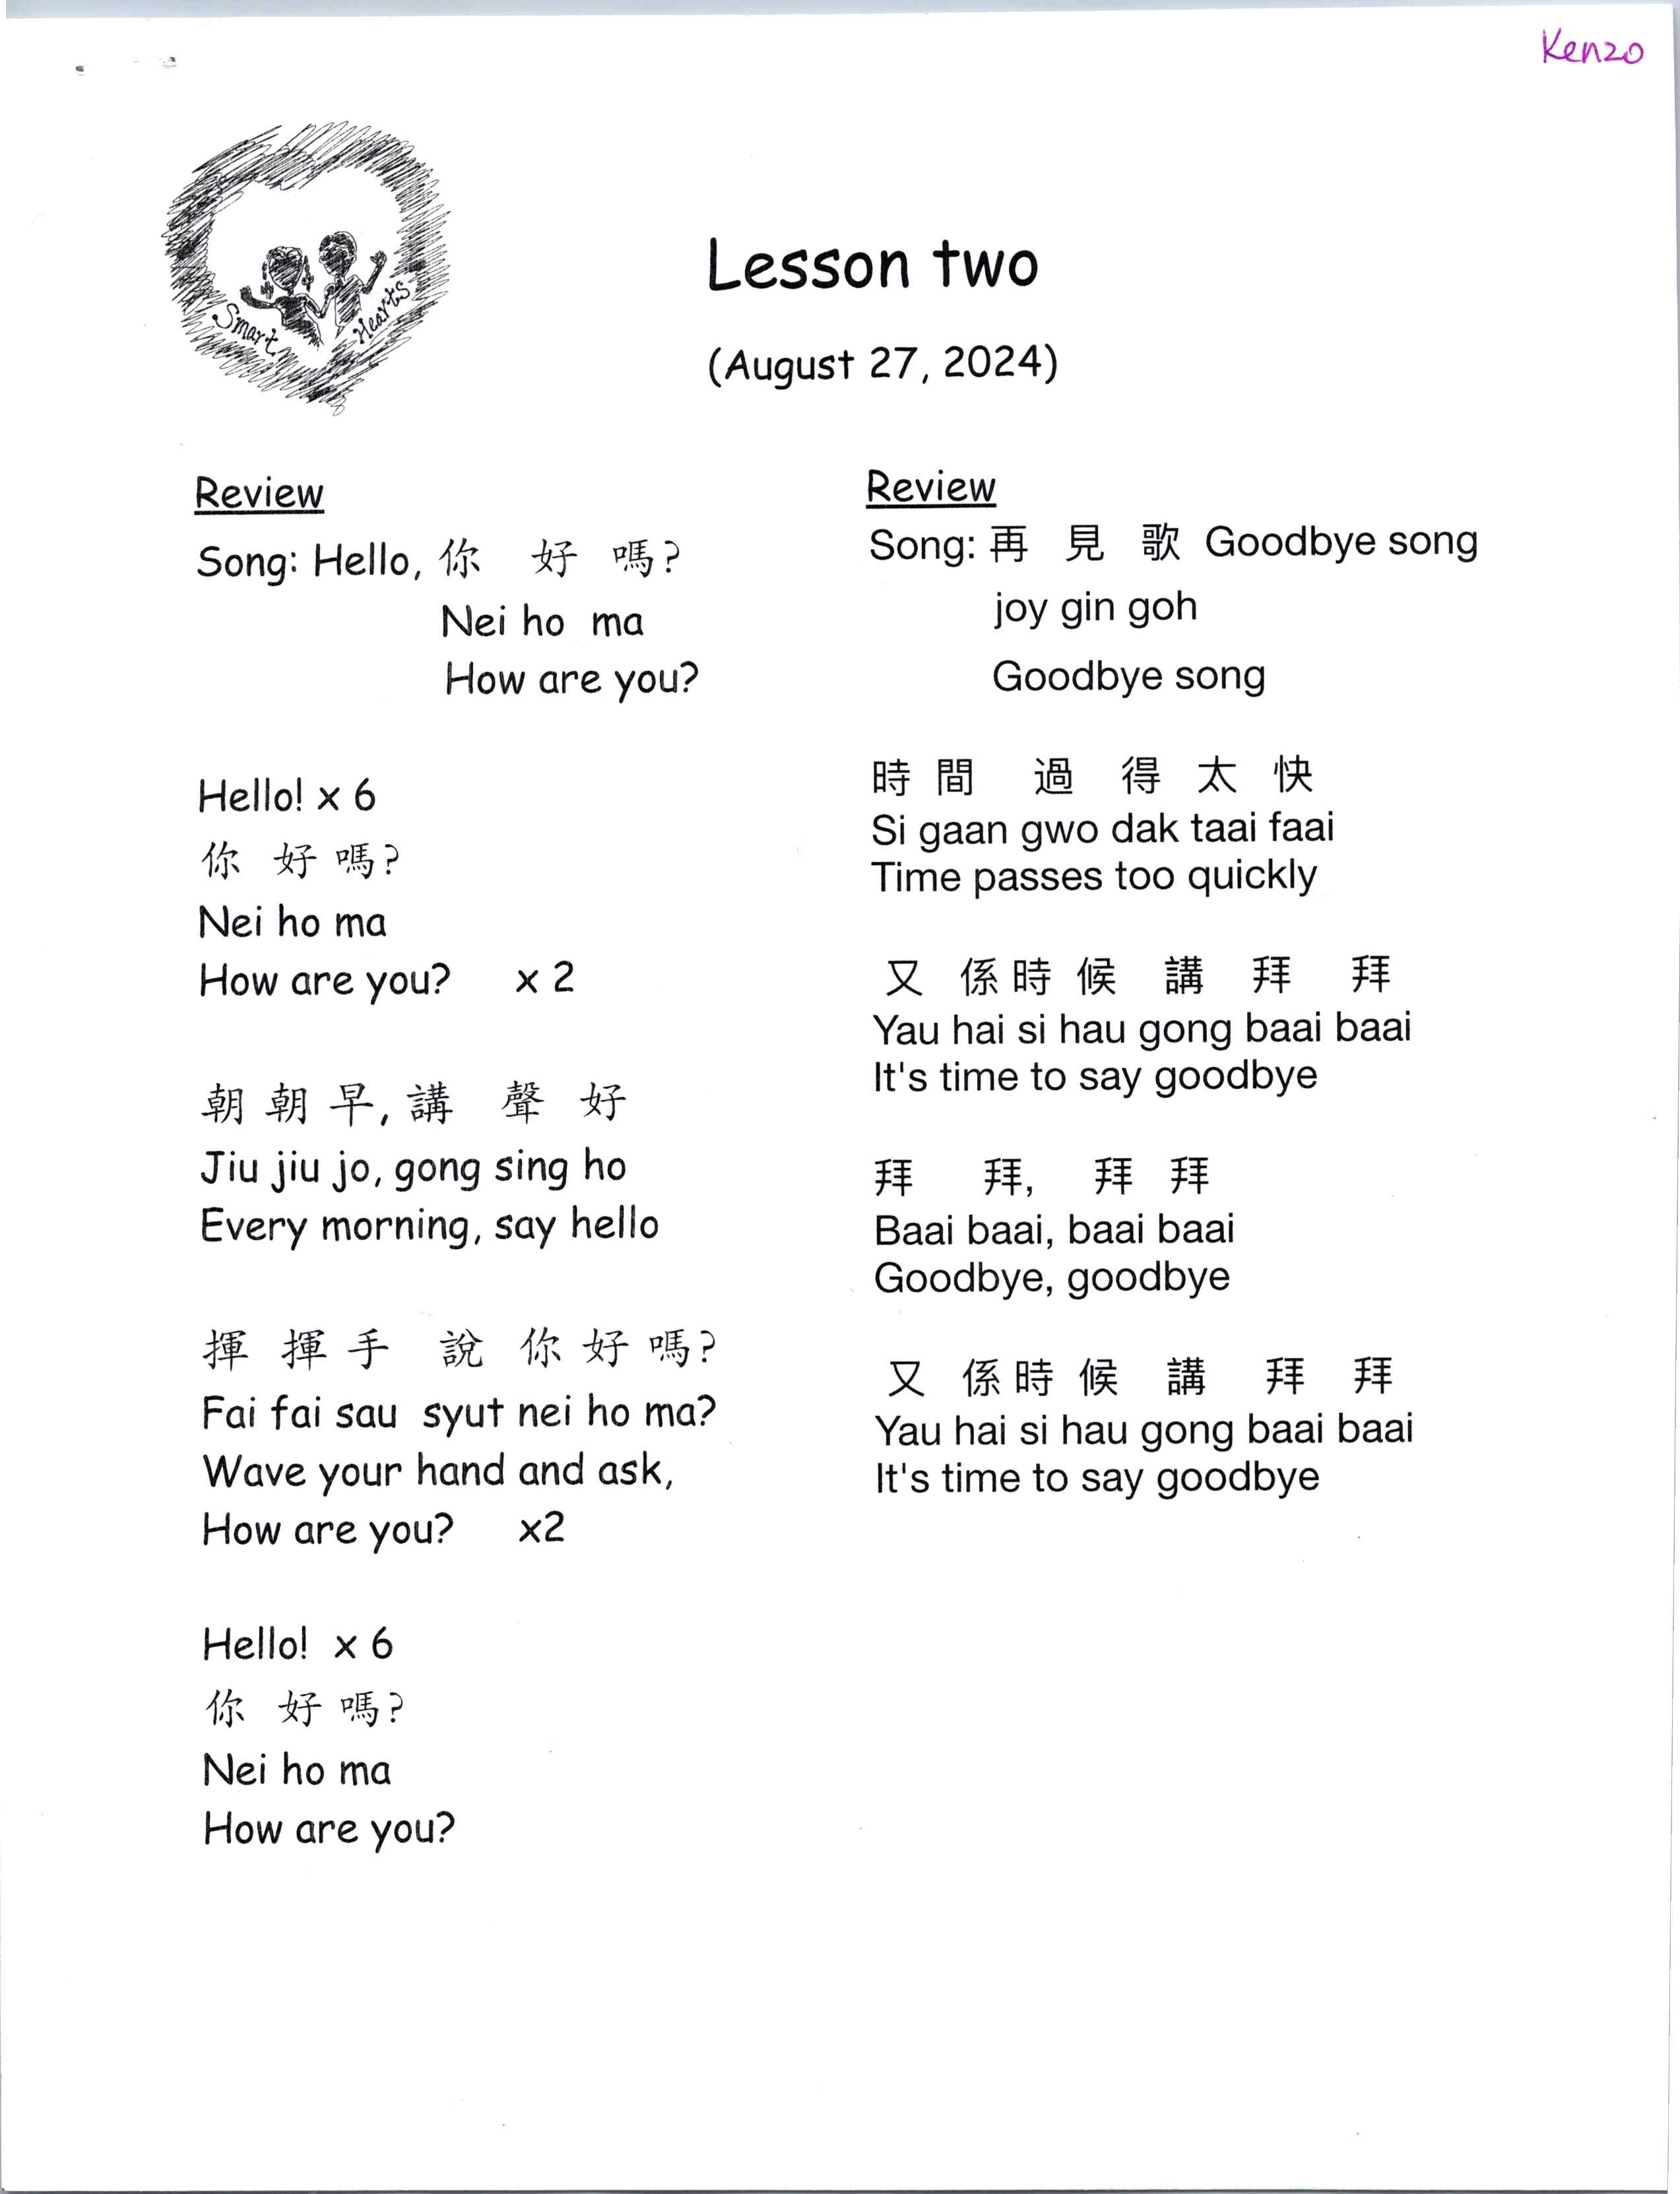 Kenzo
Smart Hearts
Lesson two
(August 27, 2024)
Review
Song: Hello, 你 好 嗎?
Nei ho ma
How are you?
Hello! x 6
你 好 嗎?
Nei ho ma
How are you? x 2
朝 朝 早, 講 聲 好
Jiu jiu jo, gong sing ho
Every morning, say hello
揮 揮 手 說 你 好 嗎?
Fai fai sau syut nei ho ma?
Wave your hand and ask,
How are you? x2
Hello! x 6
你 好 嗎?
Nei ho ma
How are you?
Review
Song: 再 見 歌 Goodbye song
joy gin goh
Goodbye song
時 間 過 得 太 快
Si gaan gwo dak taai faai
Time passes too quickly
又 係 時 候 講 拜 拜
Yau hai si hau gong baai baai
It's time to say goodbye
拜 拜, 拜 拜
Baai baai, baai baai
Goodbye, goodbye
又 係 時 候 講 拜 拜
Yau hai si hau gong baai baai
It's time to say goodbye